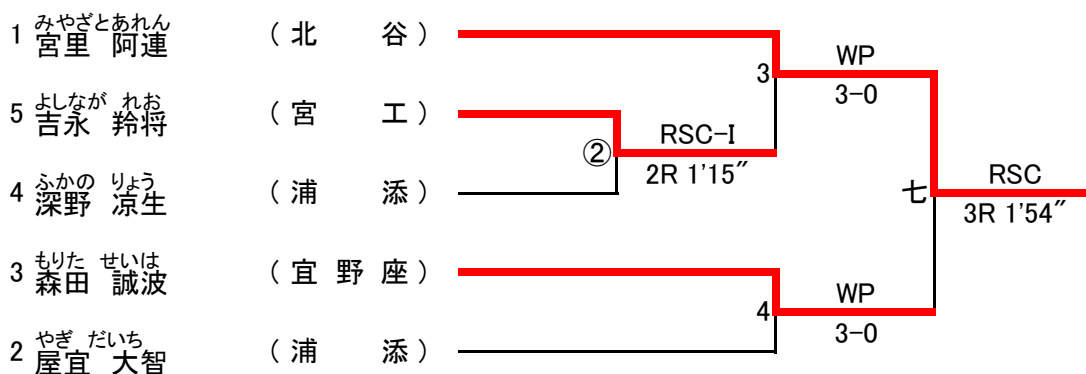 みやざとあれん
1 宮里 阿連 (北 谷)
3
WP
3-0
よしなが れお
5 吉永 羚将 (宮 工)
②
RSC-I
2R 1'15″
ふかの りょう
4 深野 凉生 (浦 添)
七
RSC
3R 1'54″
もりた せいは
3 森田 誠波 (宜野座)
4
WP
3-0
やぎ だいち
2 屋宜 大智 (浦 添)